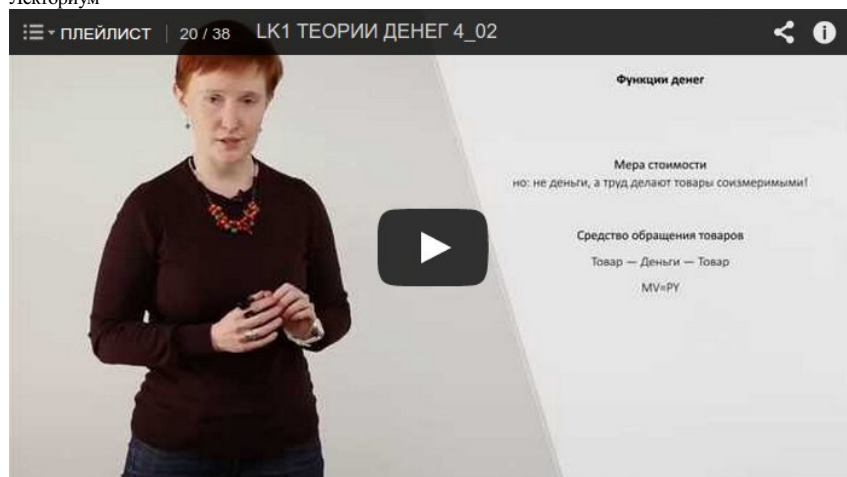 Лекториум
ПЛЕЙЛИСТ 20 / 38 LK1 ТЕОРИИ ДЕНЕГ 4_02
Функции денег
Мера стоимости
но: не деньги, а труд делают товары соизмеримыми!
Средство обращения товаров
Товар — Деньги — Товар
MV=PY